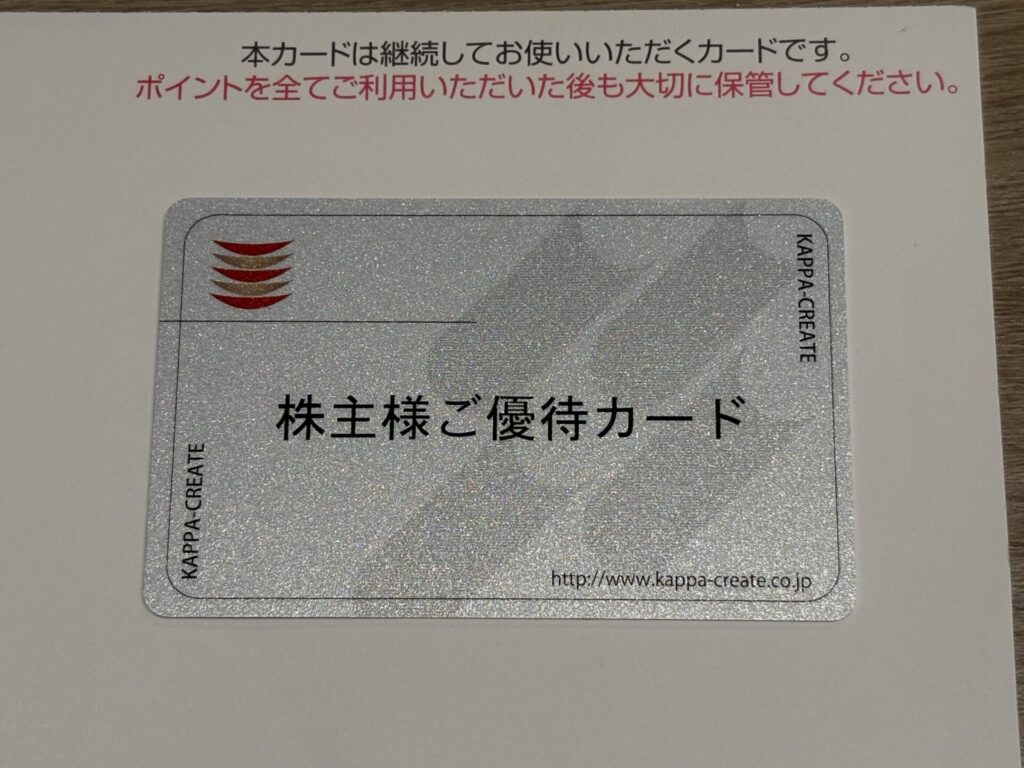 本カードは継続してお使いいただくカードです。
ポイントを全てご利用いただいた後も大切に保管してください。
KAPPA-CREATE
株主様ご優待カード
KAPPA-CREATE
http://www.kappa-create.co.jp